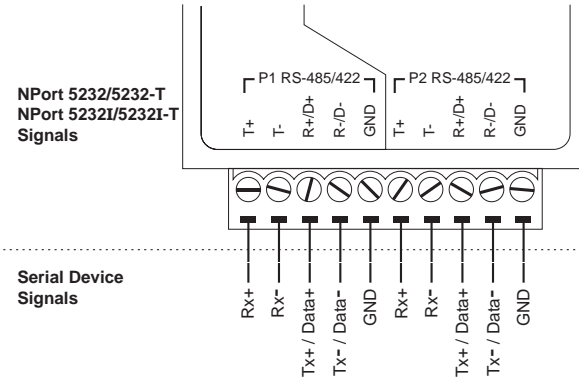 P1 RS-485/422
P2 RS-485/422
NPort 5232/5232-T
NPort 5232I/5232I-T
Signals
T+
T-
R+/D+
R-/D-
GND
T+
T-
R+/D+
R-/D-
GND
Serial Device
Signals
Rx+
Rx-
Tx+ / Data+
Tx- / Data-
GND
Rx+
Rx-
Tx+ / Data+
Tx- / Data-
GND